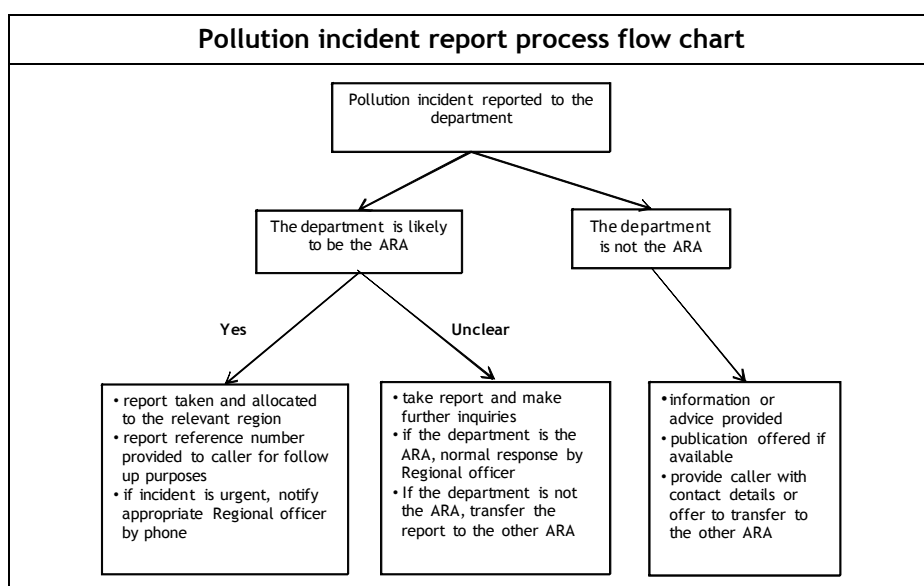 Pollution incident report process flow chart
Pollution incident reported to the
department
The department is likely
to be the ARA
The department
is not the ARA
Yes
Unclear
• report taken and allocated
to the relevant region
• report reference number
provided to caller for follow
up purposes
• if incident is urgent, notify
appropriate Regional officer
by phone
• take report and make
further inquiries
• if the department is the
ARA, normal response by
Regional officer
• If the department is not
the ARA, transfer the
report to the other ARA
• information or
advice provided
• publication offered if
available
• provide caller with
contact details or
offer to transfer to
the other ARA